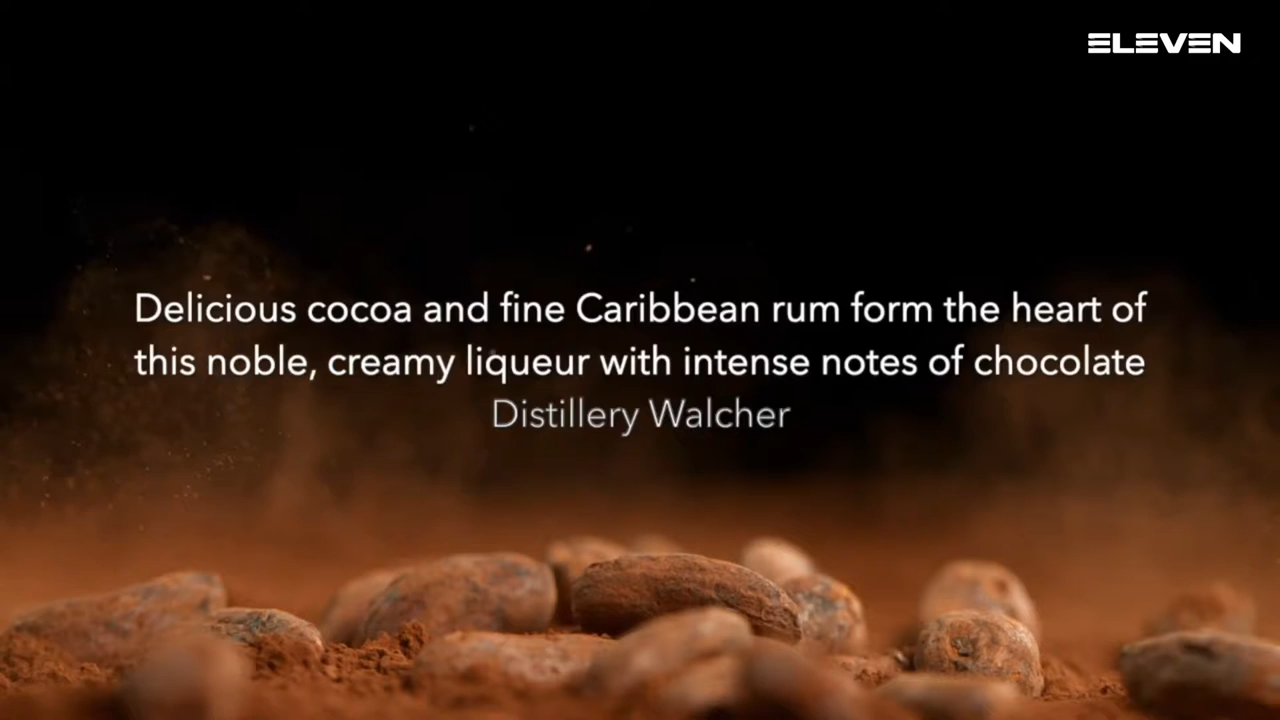 ELEVEN
Delicious cocoa and fine Caribbean rum form the heart of
this noble, creamy liqueur with intense notes of chocolate
Distillery Walcher